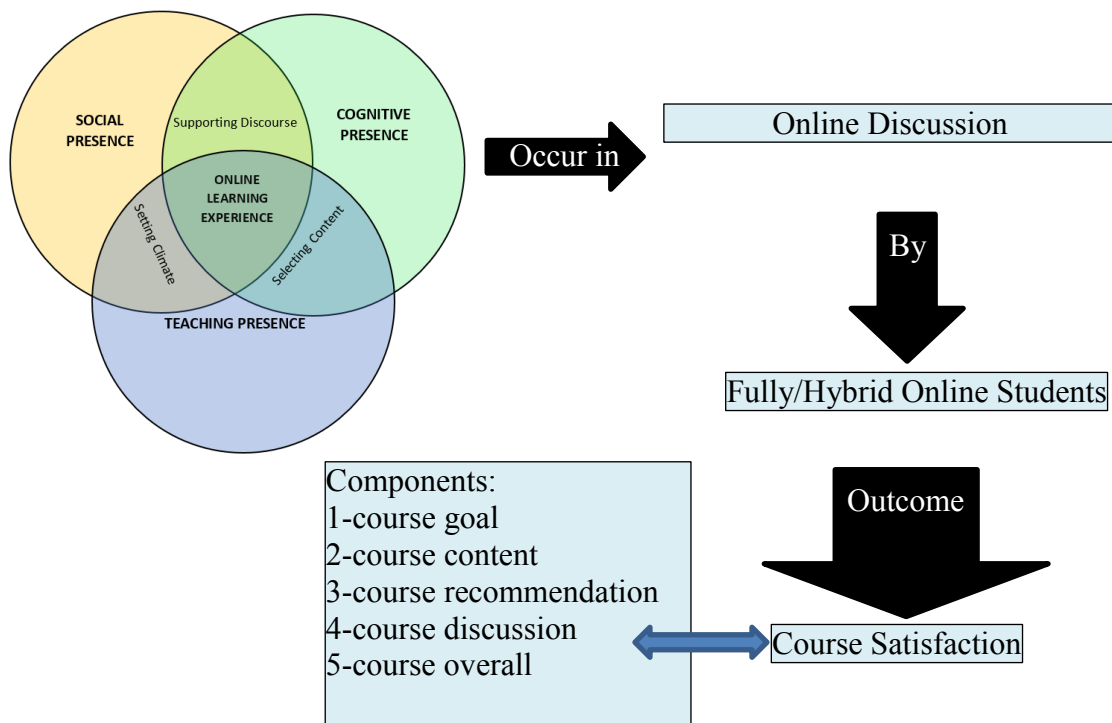 SOCIAL
PRESENCE
Supporting Discourse
COGNITIVE
PRESENCE
ONLINE
LEARNING
EXPERIENCE
Setting Climate
Selecting Content
TEACHING PRESENCE
Occur in
Online Discussion
By
Fully/Hybrid Online Students
Outcome
Components:
1-course goal
2-course content
3-course recommendation
4-course discussion
5-course overall
Course Satisfaction